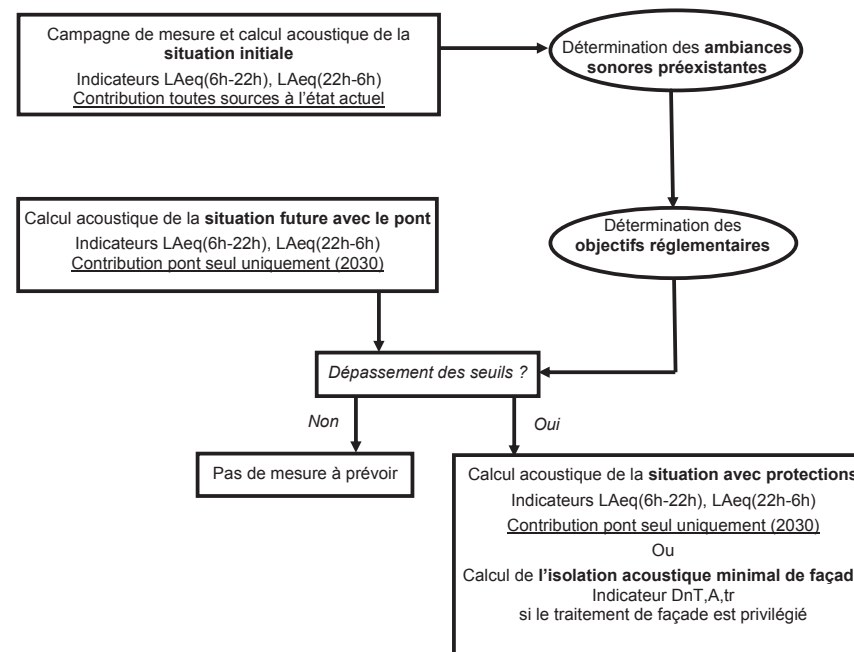 Campagne de mesure et calcul acoustique de la
situation initiale
Indicateurs LAeq(6h-22h), LAeq(22h-6h)
Contribution toutes sources à l'état actuel
Détermination des ambiances
sonores préexistantes
Calcul acoustique de la situation future avec le pont
Indicateurs LAeq(6h-22h), LAeq(22h-6h)
Contribution pont seul uniquement (2030)
Détermination des
objectifs réglementaires
Dépassement des seuils ?
Non
Oui
Pas de mesure à prévoir
Calcul acoustique de la situation avec protections
Indicateurs LAeq(6h-22h), LAeq(22h-6h)
Contribution pont seul uniquement (2030)
Ou
Calcul de l'isolation acoustique minimal de façad
Indicateur DnT,A,tr
si le traitement de façade est privilégié